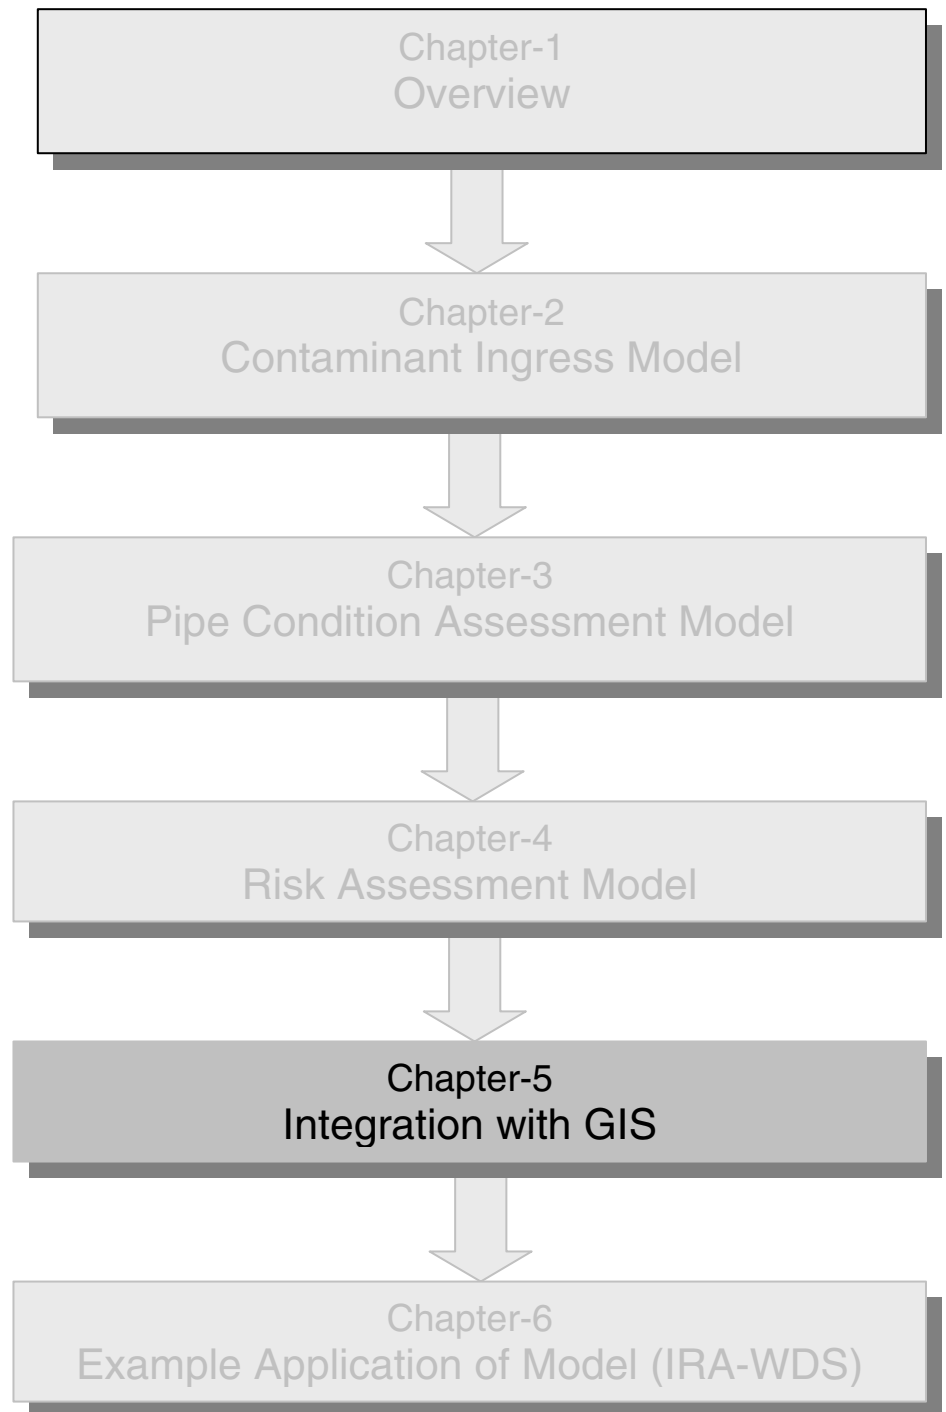 Chapter-1
Overview
Chapter-2
Contaminant Ingress Model
Chapter-3
Pipe Condition Assessment Model
Chapter-4
Risk Assessment Model
Chapter-5
Integration with GIS
Chapter-6
Example Application of Model (IRA-WDS)